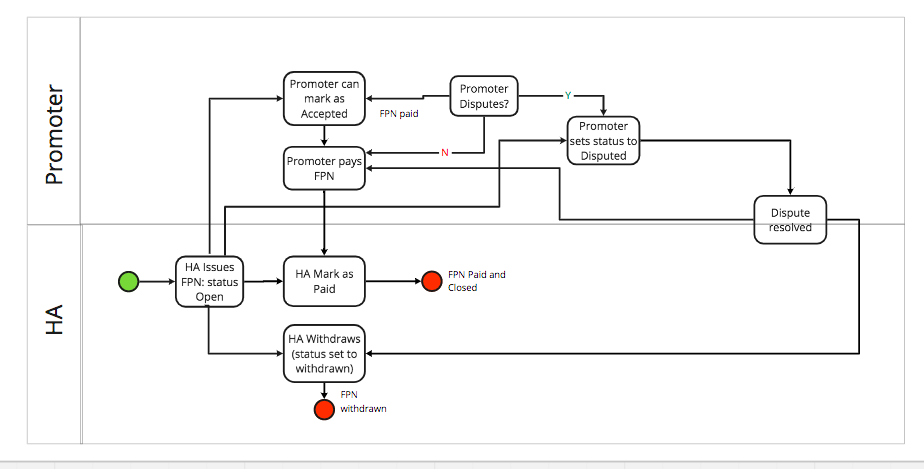 Promoter
Promoter can
mark as
Accepted
FPN paid
Promoter
Disputes?
Y
Promoter
sets status to
Disputed
N
Promoter pays
FPN
Dispute
resolved
HA
HA Issues
FPN: status
Open
HA Mark as
Paid
FPN Paid and
Closed
HA Withdraws
(status set to
withdrawn)
FPN
withdrawn